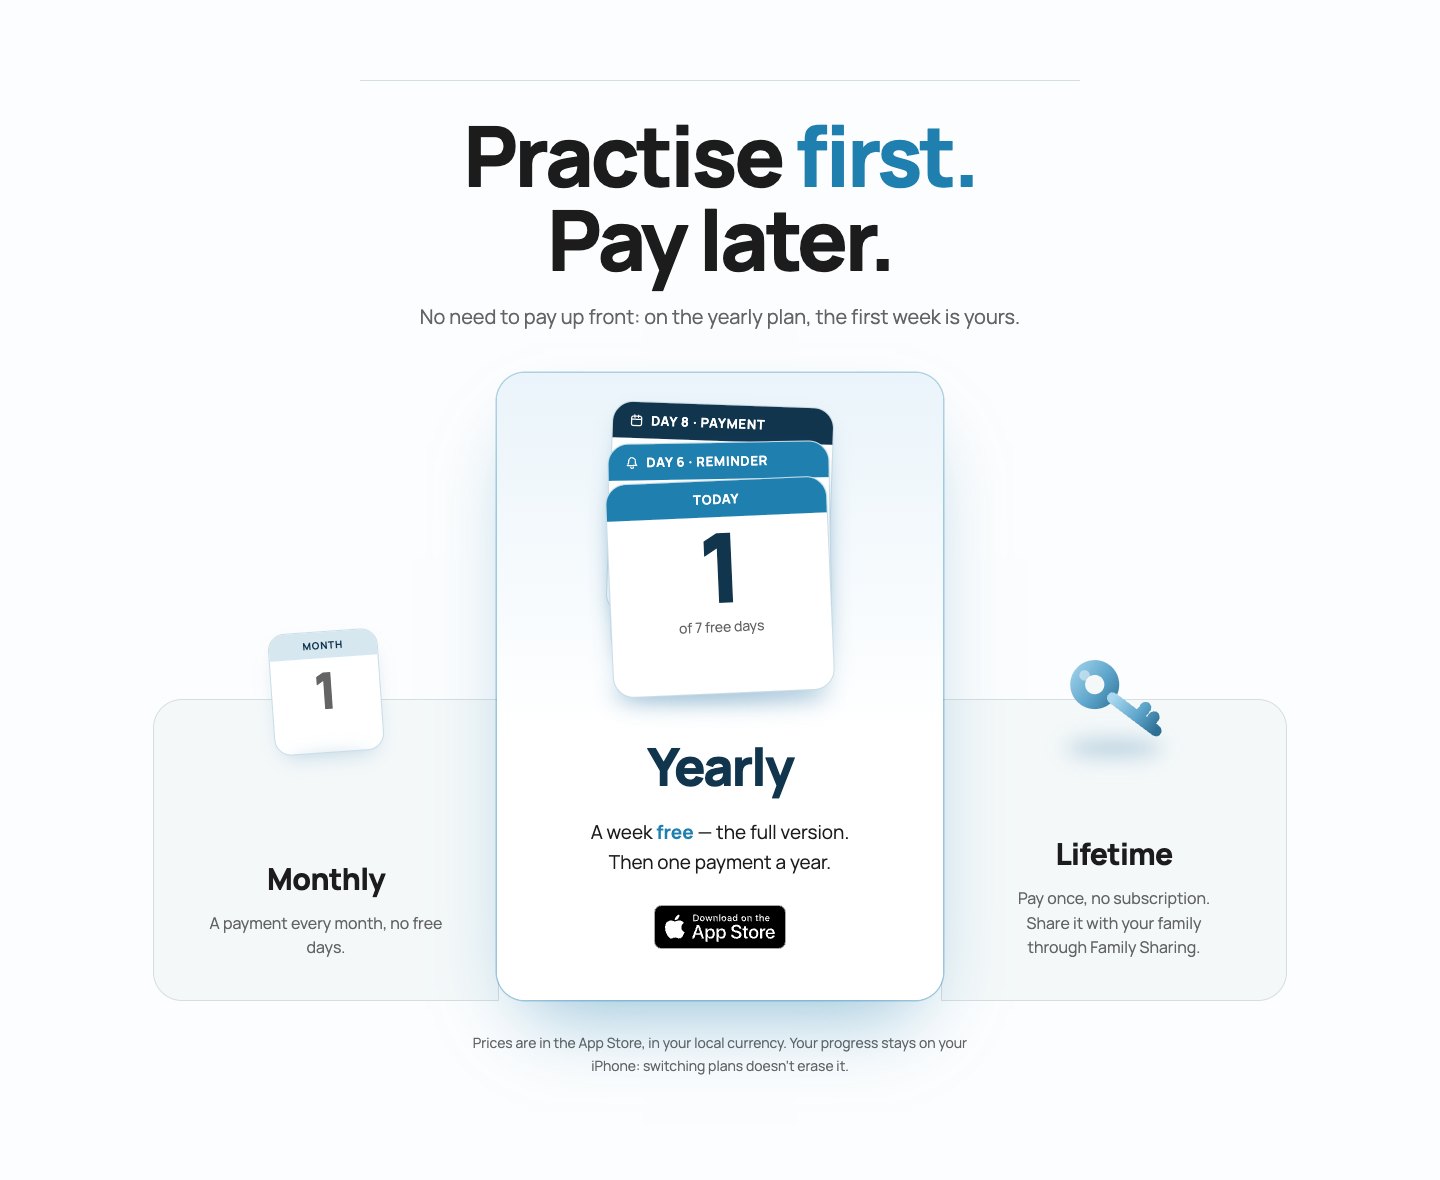 Practise first.
Pay later.
No need to pay up front: on the yearly plan, the first week is yours.
DAY 8 · PAYMENT
DAY 6 · REMINDER
TODAY
1
of 7 free days
Yearly
A week free — the full version.
Then one payment a year.
Download on the
App Store
MONTH
1
Monthly
A payment every month, no free
days.
Lifetime
Pay once, no subscription.
Share it with your family
through Family Sharing.
Prices are in the App Store, in your local currency. Your progress stays on your
iPhone: switching plans doesn't erase it.